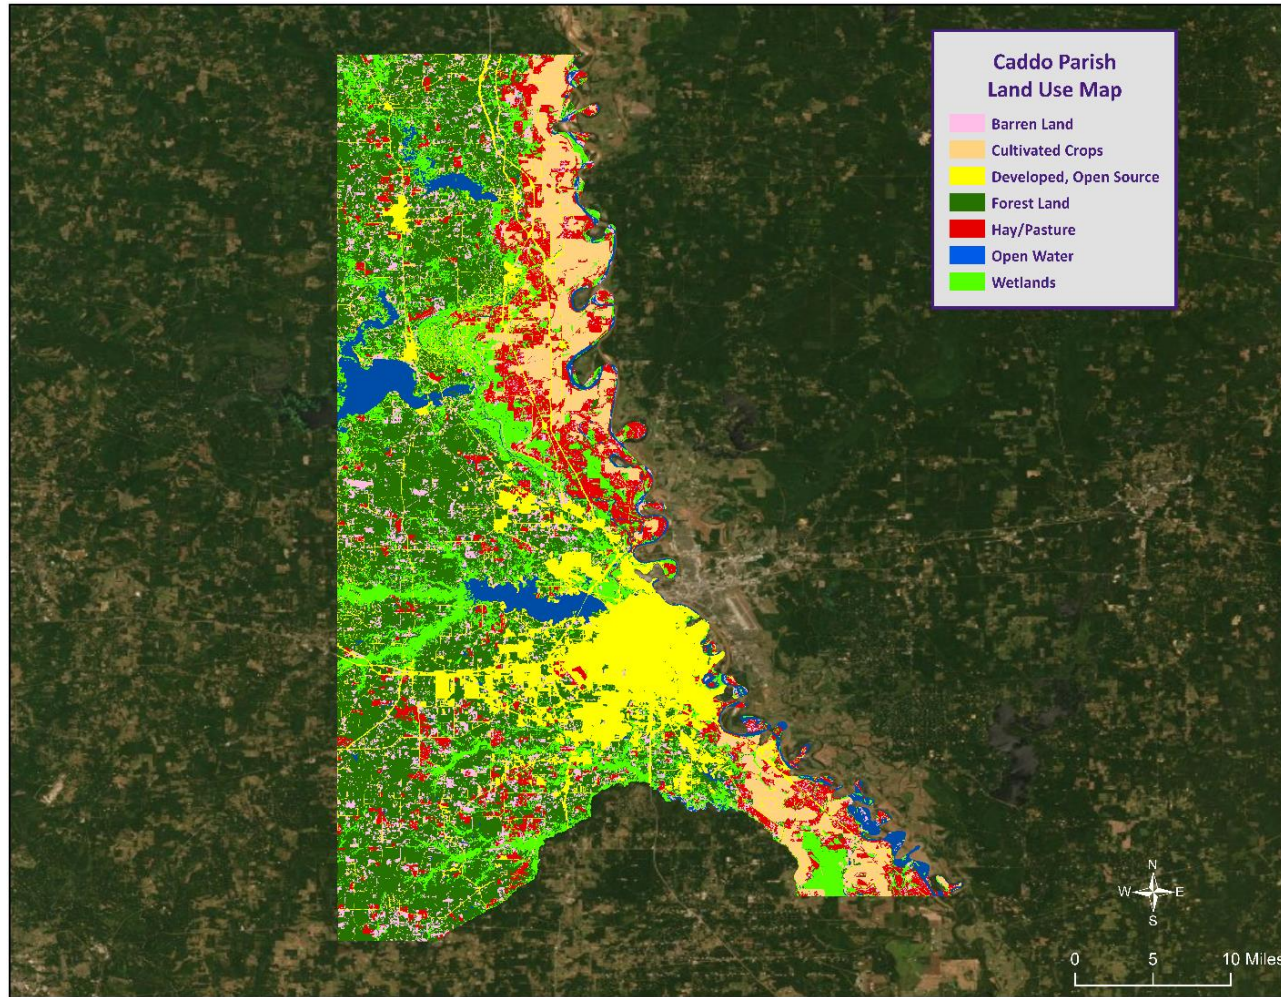 Caddo Parish
Land Use Map
Barren Land
Cultivated Crops
Developed, Open Source
Forest Land
Hay/Pasture
Open Water
Wetlands
N
W E
S
0 5 10 Miles